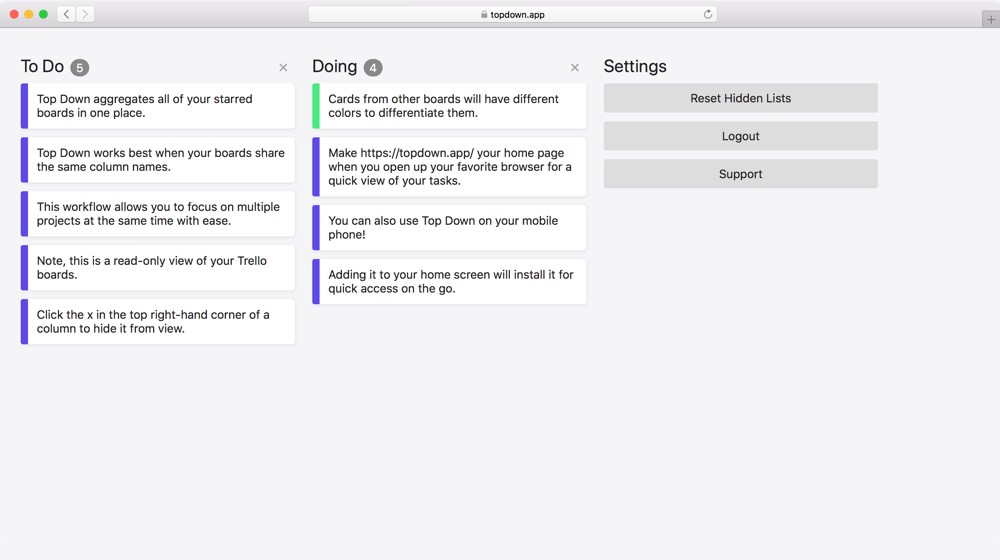 topdown.app
To Do 5
Top Down aggregates all of your starred
boards in one place.
Top Down works best when your boards share
the same column names.
This workflow allows you to focus on multiple
projects at the same time with ease.
Note, this is a read-only view of your Trello
boards.
Click the x in the top right-hand corner of a
column to hide it from view.
Doing 4
Cards from other boards will have different
colors to differentiate them.
Make https://topdown.app/ your home page
when you open up your favorite browser for a
quick view of your tasks.
You can also use Top Down on your mobile
phone!
Adding it to your home screen will install it for
quick access on the go.
Settings
Reset Hidden Lists
Logout
Support